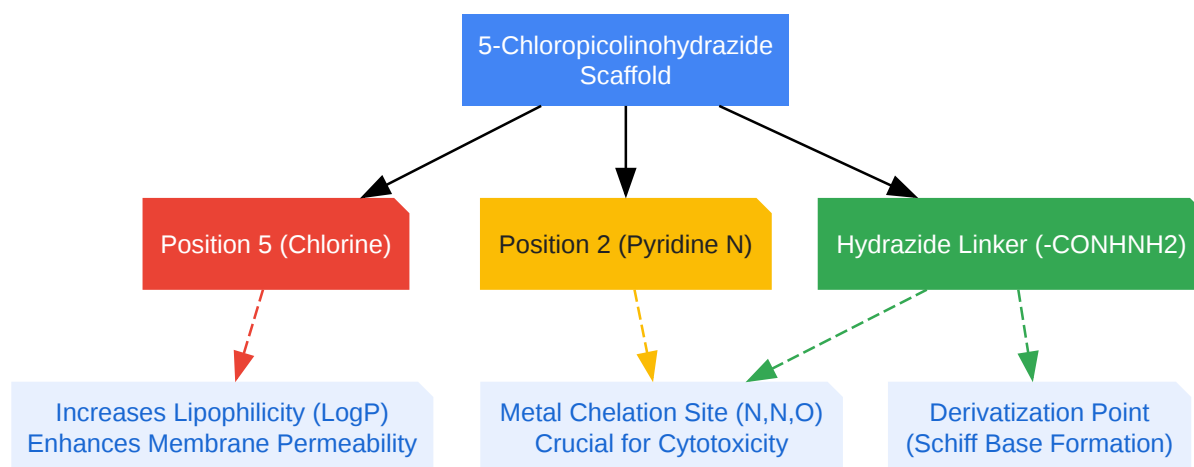 5-Chloropicolinohydrazide
Scaffold
Position 5 (Chlorine)
Position 2 (Pyridine N)
Hydrazide Linker (-CONHNH2)
Increases Lipophilicity (LogP)
Enhances Membrane Permeability
Metal Chelation Site (N,N,O)
Crucial for Cytotoxicity
Derivatization Point
(Schiff Base Formation)